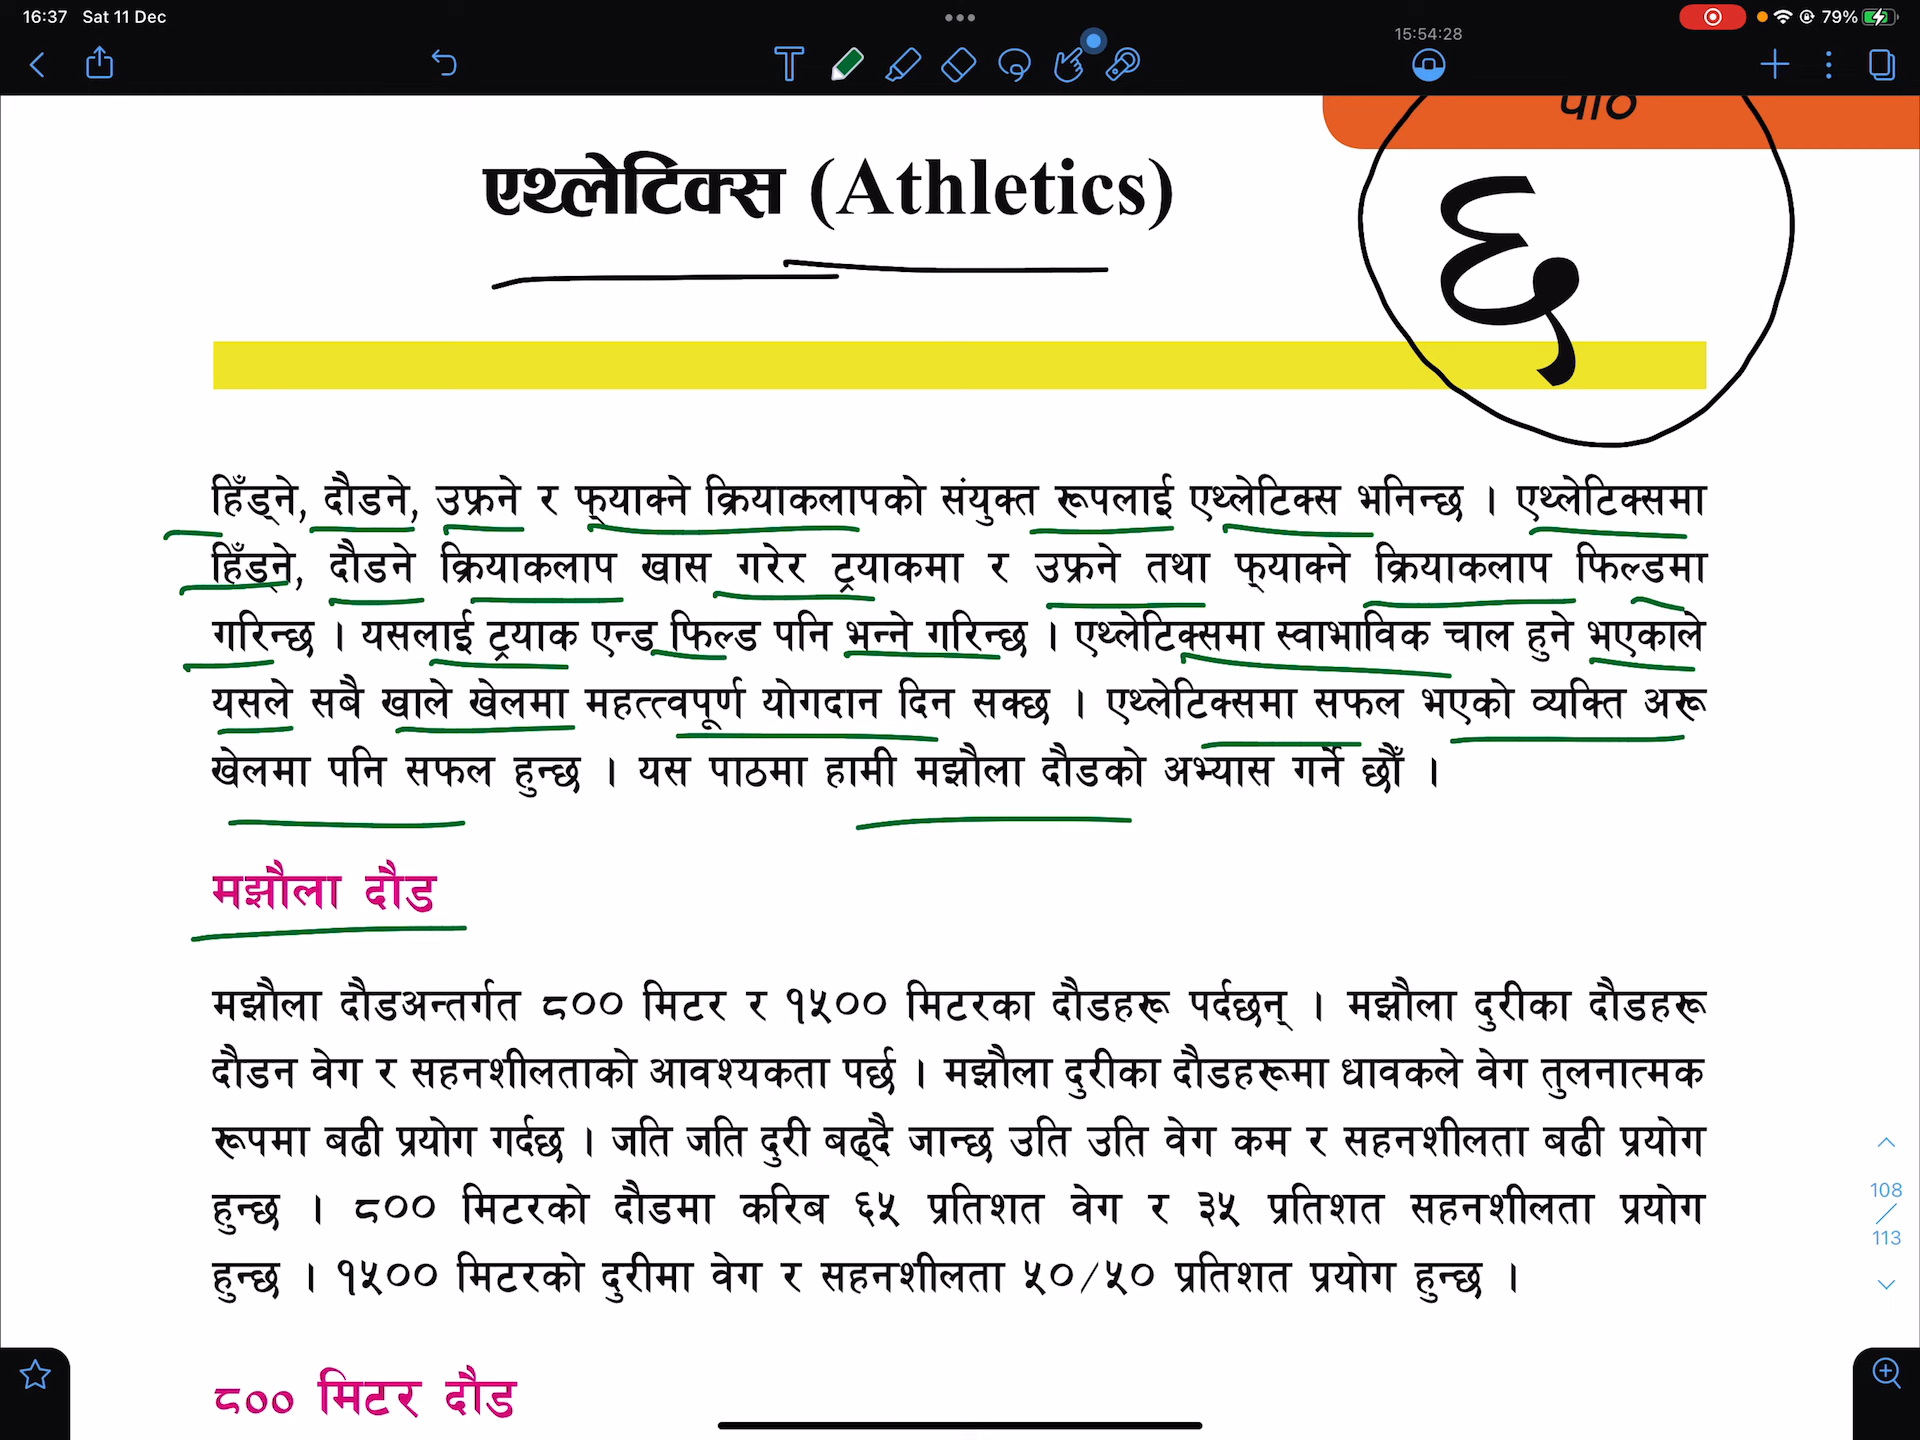 16:37 Sat 11 Dec
79%
15:54:28
T
पाठ
एथ्लेटिक्स (Athletics)
६
हिँड्ने, दौडने, उफ्रने र फ्याक्ने क्रियाकलापको संयुक्त रूपलाई एथ्लेटिक्स भनिन्छ । एथ्लेटिक्समा
हिँड्ने, दौडने क्रियाकलाप खास गरेर ट्र्याकमा र उफ्रने तथा फ्याक्ने क्रियाकलाप फिल्डमा
गरिन्छ । यसलाई ट्र्याक एन्ड फिल्ड पनि भन्ने गरिन्छ । एथ्लेटिक्समा स्वाभाविक चाल हुने भएकाले
यसले सबै खाले खेलमा महत्त्वपूर्ण योगदान दिन सक्छ । एथ्लेटिक्समा सफल भएको व्यक्ति अरू
खेलमा पनि सफल हुन्छ । यस पाठमा हामी मझौला दौडको अभ्यास गर्ने छौँ ।
मझौला दौड
मझौला दौडअन्तर्गत ८०० मिटर र १५०० मिटरका दौडहरू पर्दछन् । मझौला दुरीका दौडहरू
दौडन वेग र सहनशीलताको आवश्यकता पर्छ । मझौला दुरीका दौडहरूमा धावकले वेग तुलनात्मक
रूपमा बढी प्रयोग गर्दछ । जति जति दुरी बढ्दै जान्छ उति उति वेग कम र सहनशीलता बढी प्रयोग
हुन्छ । ८०० मिटरको दौडमा करिब ६५ प्रतिशत वेग र ३५ प्रतिशत सहनशीलता प्रयोग
हुन्छ । १५०० मिटरको दुरीमा वेग र सहनशीलता ५०/५० प्रतिशत प्रयोग हुन्छ ।
108
/
113
८०० मिटर दौड